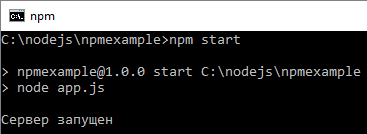 npm
C:\nodejs\npmexample>npm start
> npmexample@1.0.0 start C:\nodejs\npmexample
> node app.js
Сервер запущен